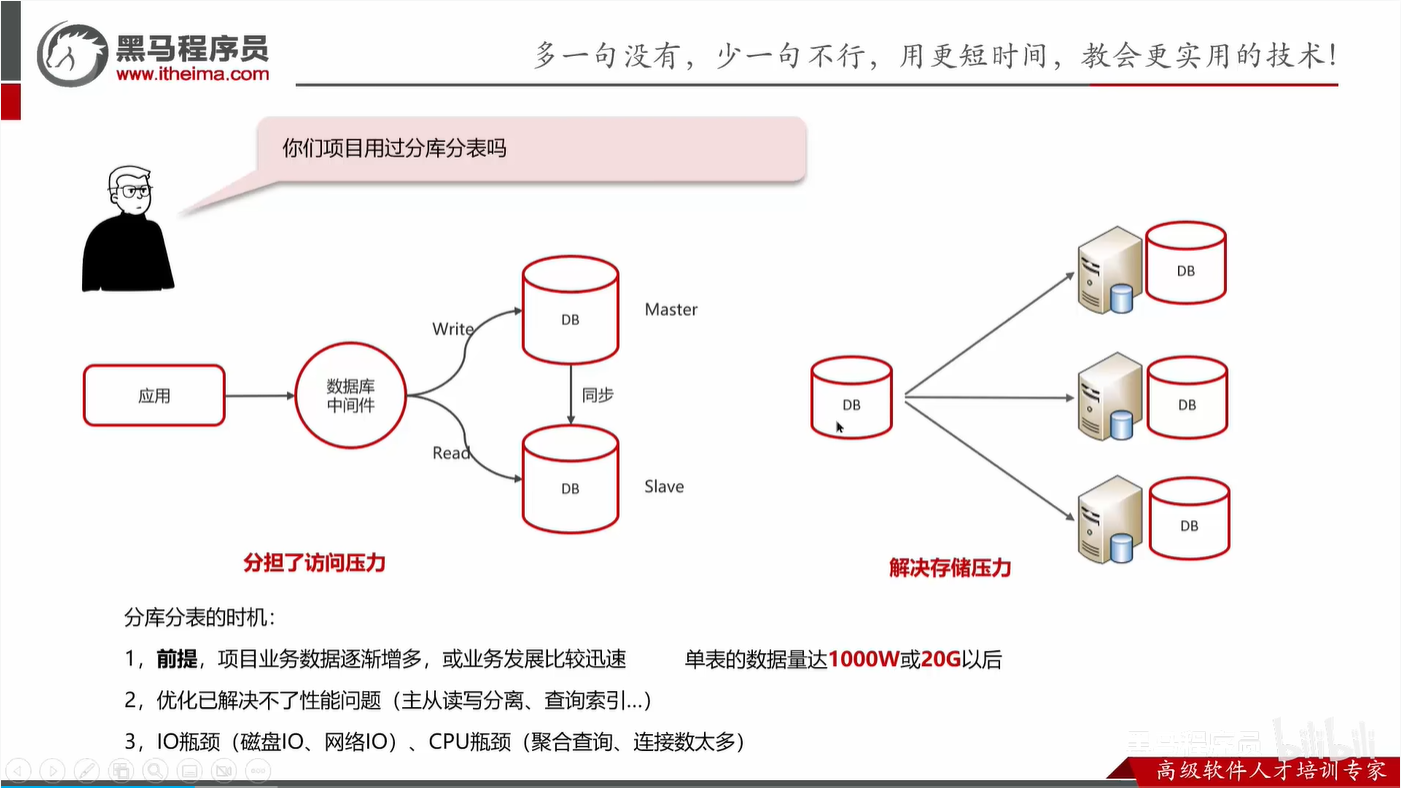 黑马程序员
www.itheima.com
多一句没有，少一句不行，用更短时间，教会更实用的技术！
你们项目用过分库分表吗
应用
数据库
中间件
Write
Read
DB
Master
同步
DB
Slave
分担了访问压力
DB
DB
DB
DB
解决存储压力
分库分表的时机：
1，前提，项目业务数据逐渐增多，或业务发展比较迅速 单表的数据量达1000W或20G以后
2，优化已解决不了性能问题（主从读写分离、查询索引…）
3，IO瓶颈（磁盘IO、网络IO）、CPU瓶颈（聚合查询、连接数太多）
黑马程序员 bilibili
高级软件人才培训专家